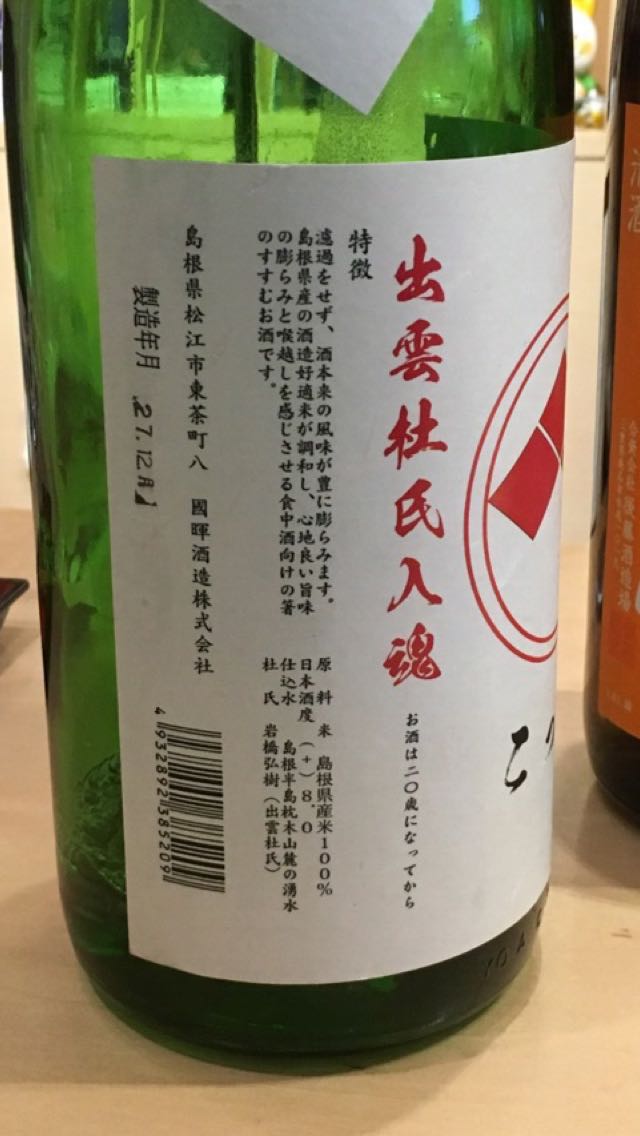 出雲杜氏入魂
お酒は二〇歳になってから
特徴
濾過をせず、酒本来の風味が豊に膨らみます。
島根県産の酒造好適米が調和し、心地良い旨味
の膨らみと喉越しを感じさせる食中酒向けの箸
のすすむお酒です。
原料米　島根県産米100%
日本酒度　(+)8.0
仕込水　島根半島枕木山麓の湧水
杜氏　岩橋弘樹(出雲杜氏)
島根県松江市東茶町八　國暉酒造株式会社
製造年月　27.12月
4932892385209
こ
清酒